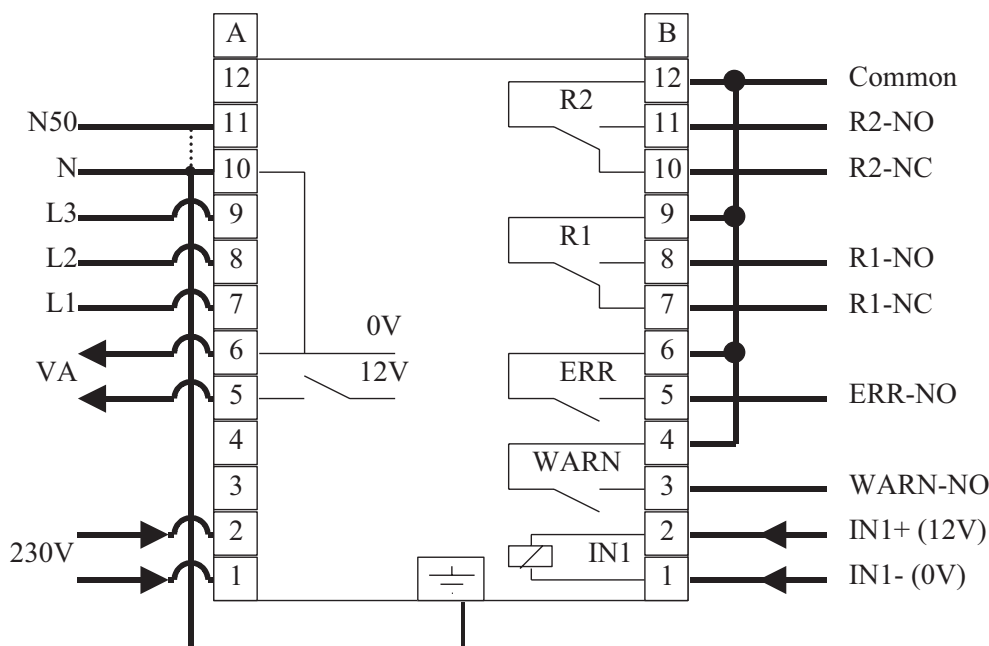 A B
12 12 Common
R2
N50 11 11 R2-NO
N 10 10 R2-NC
L3 9 9
R1
L2 8 8 R1-NO
L1 7 7 R1-NC
0V
6 6
VA 12V ERR
5 5 ERR-NO
4 4
WARN
3 3 WARN-NO
2 2 IN1+ (12V)
230V IN1
1 1 IN1- (0V)